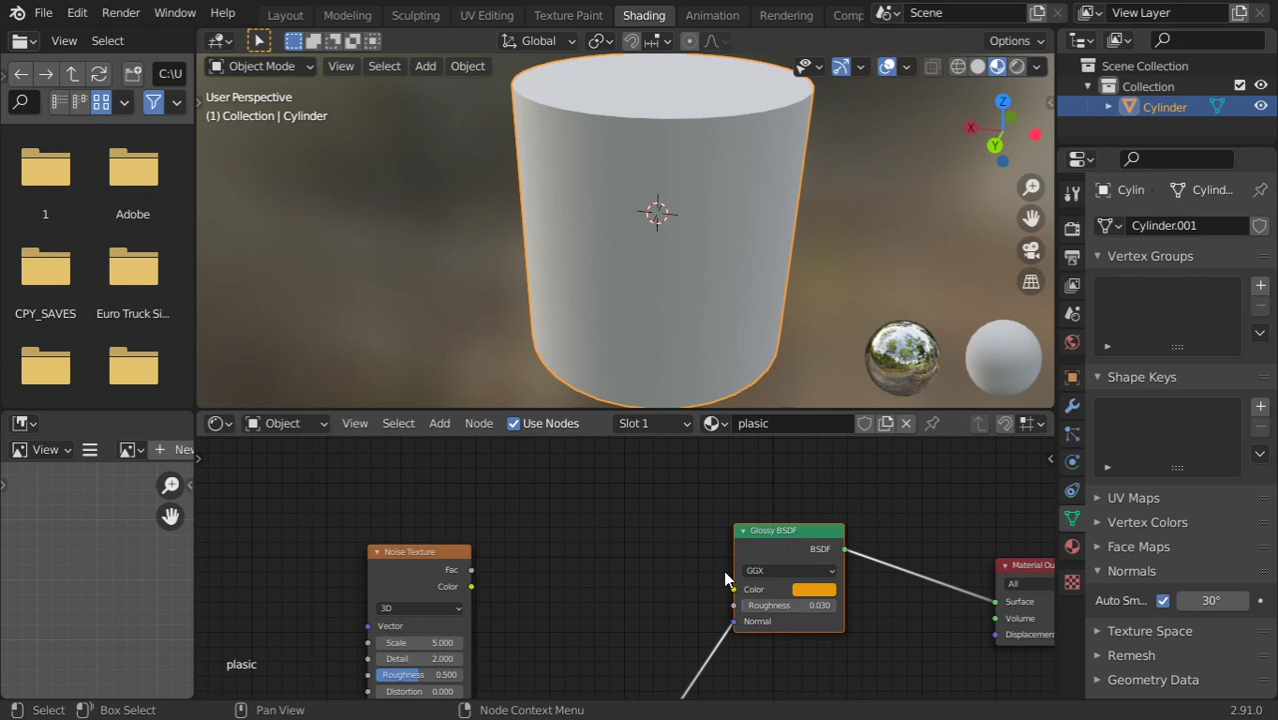 File Edit Render Window Help Layout Modeling Sculpting UV Editing Texture Paint Shading Animation Rendering Comp Scene View Layer
View Select Global Options
C:\U Object Mode View Select Add Object
User Perspective
(1) Collection | Cylinder
1 Adobe
CPY_SAVES Euro Truck Si...
X Y Z
Scene Collection
Collection
Cylinder
Cylin Cylind...
Cylinder.001
Vertex Groups
Shape Keys
UV Maps
Vertex Colors
Face Maps
Normals
Auto Sm... 30°
Texture Space
Remesh
Geometry Data
Object View Select Add Node Use Nodes Slot 1 plasic
View New
Noise Texture
Fac
Color
3D
Vector
Scale 5.000
Detail 2.000
Roughness 0.500
Distortion 0.000
Glossy BSDF
BSDF
GGX
Color
Roughness 0.030
Normal
Material Ou
All
Surface
Volume
Displacemen
plasic
Select Box Select Pan View Node Context Menu 2.91.0